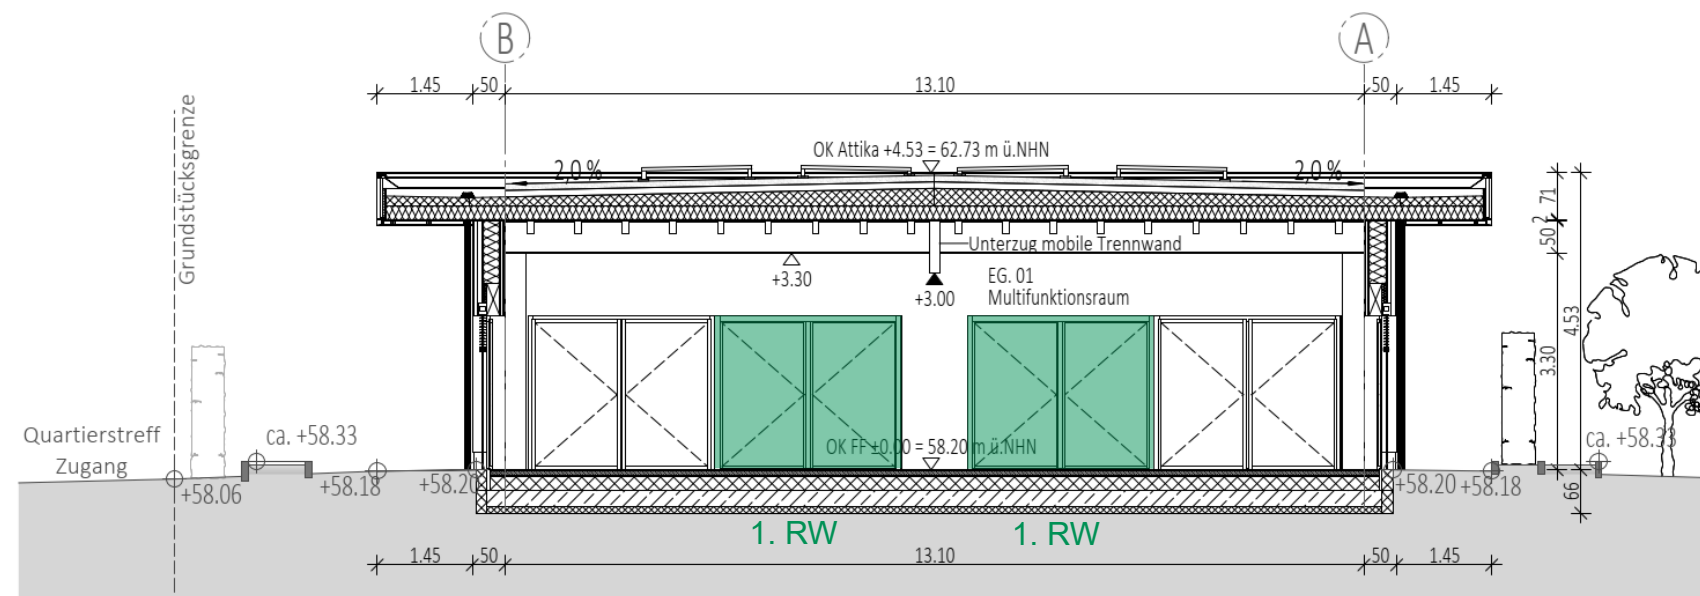 B
A
1.45
50
13.10
50
1.45
Grundstücksgrenze
OK Attika +4.53 = 62.73 m ü.NHN
2,0 %
2,0 %
71
2
50
Unterzug mobile Trennwand
+3.30
+3.00
EG. 01
Multifunktionsraum
4.53
3.30
Quartierstreff
Zugang
ca. +58.33
OK FF ±0.00 = 58.20 m ü.NHN
ca. +58.33
+58.06
+58.18
+58.20
+58.20
+58.18
66
1. RW
1. RW
1.45
50
13.10
50
1.45